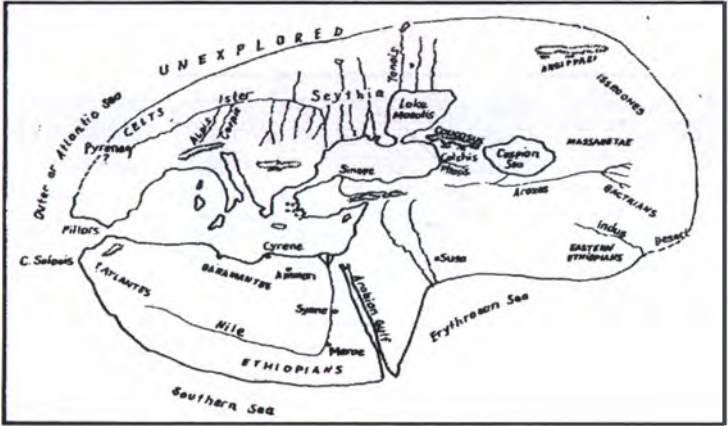 UNEXPLORED
Outer or Atlantic Sea
CELTS
Ister
Scythia
Tanais
Lake Maeotis
ARGIPPAEI
ISSEDONES
Alpis
Carpis
Pyrenees
?
CAUCASUS
Colchis
Phasis
Caspian Sea
MASSAGETAE
Sinope
Araxes
BACTRIANS
Pillars
C. Soloeis
? ATLANTES
GARAMANTES
Cyrene
Ammon
Susa
Indus
Desert
EASTERN ETHIOPIANS
Syene
Arabian Gulf
Erythraean Sea
Nile
Meroe
ETHIOPIANS
Southern Sea